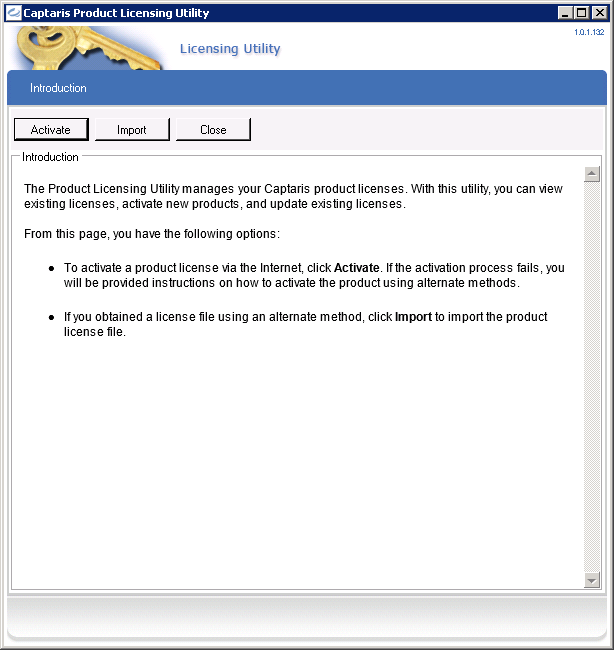 Captaris Product Licensing Utility
1.0.1.132
Licensing Utility
Introduction
Activate Import Close
Introduction
The Product Licensing Utility manages your Captaris product licenses. With this utility, you can view
existing licenses, activate new products, and update existing licenses.
From this page, you have the following options:
• To activate a product license via the Internet, click Activate. If the activation process fails, you
will be provided instructions on how to activate the product using alternate methods.
• If you obtained a license file using an alternate method, click Import to import the product
license file.